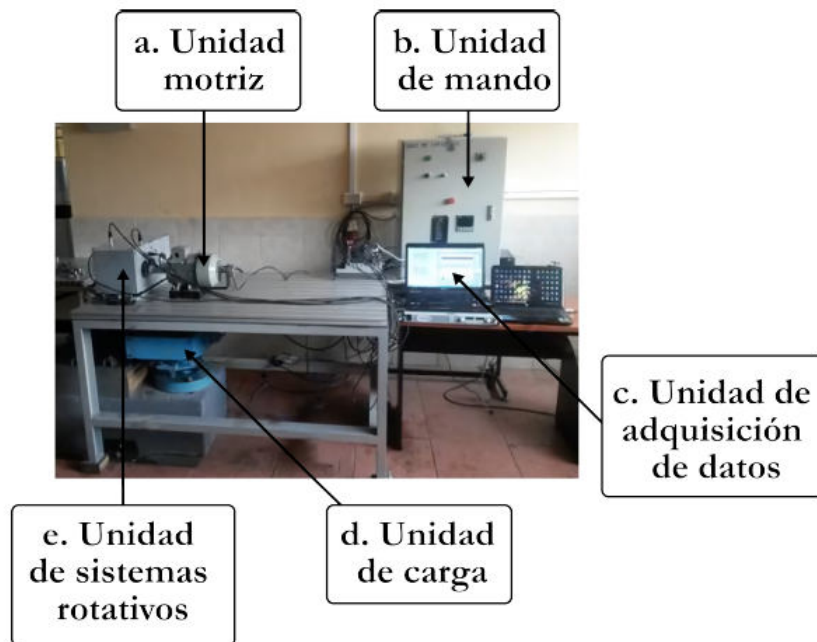 a. Unidad
motriz
b. Unidad
de mando
c. Unidad de
adquisición
de datos
e. Unidad
de sistemas
rotativos
d. Unidad
de carga